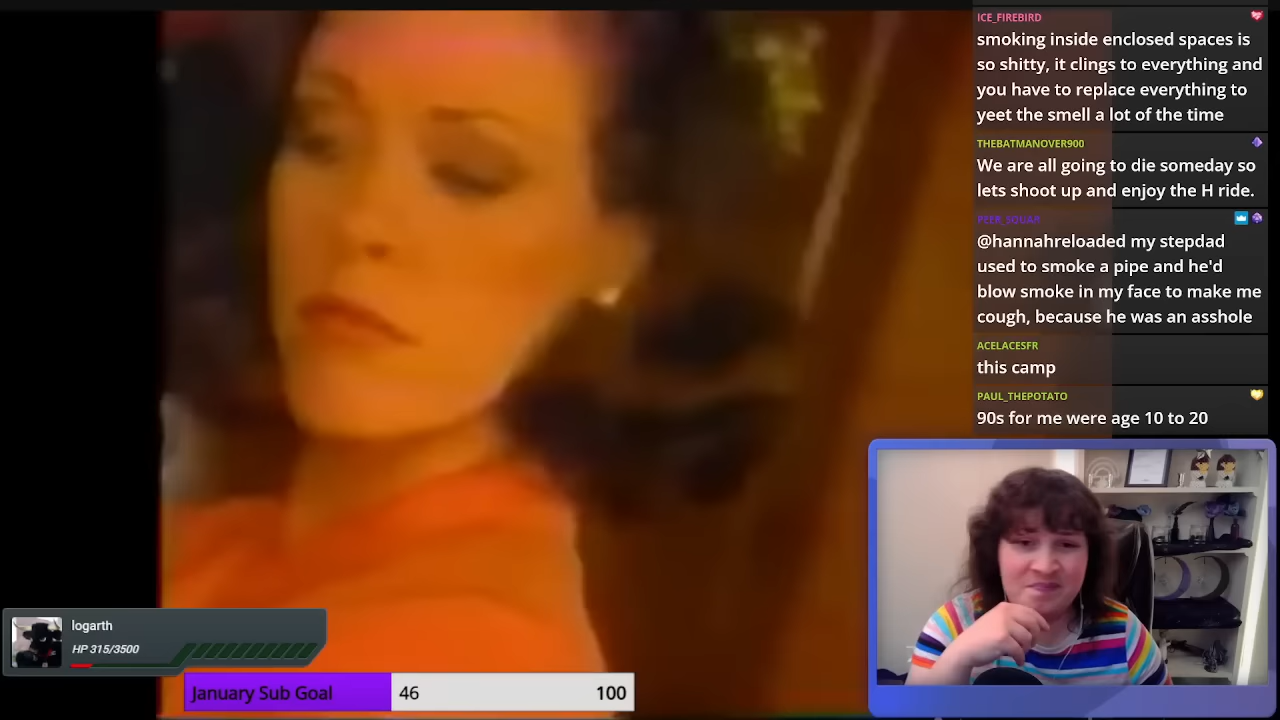 ICE_FIREBIRD
smoking inside enclosed spaces is
so shitty, it clings to everything and
you have to replace everything to
yeet the smell a lot of the time
THEBATMANOVER900
We are all going to die someday so
lets shoot up and enjoy the H ride.
PEER_SQUAR
@hannahreloaded my stepdad
used to smoke a pipe and he'd
blow smoke in my face to make me
cough, because he was an asshole
ACELACESFR
this camp
PAUL_THEPOTATO
90s for me were age 10 to 20
logarth
HP 315/3500
January Sub Goal 46 100